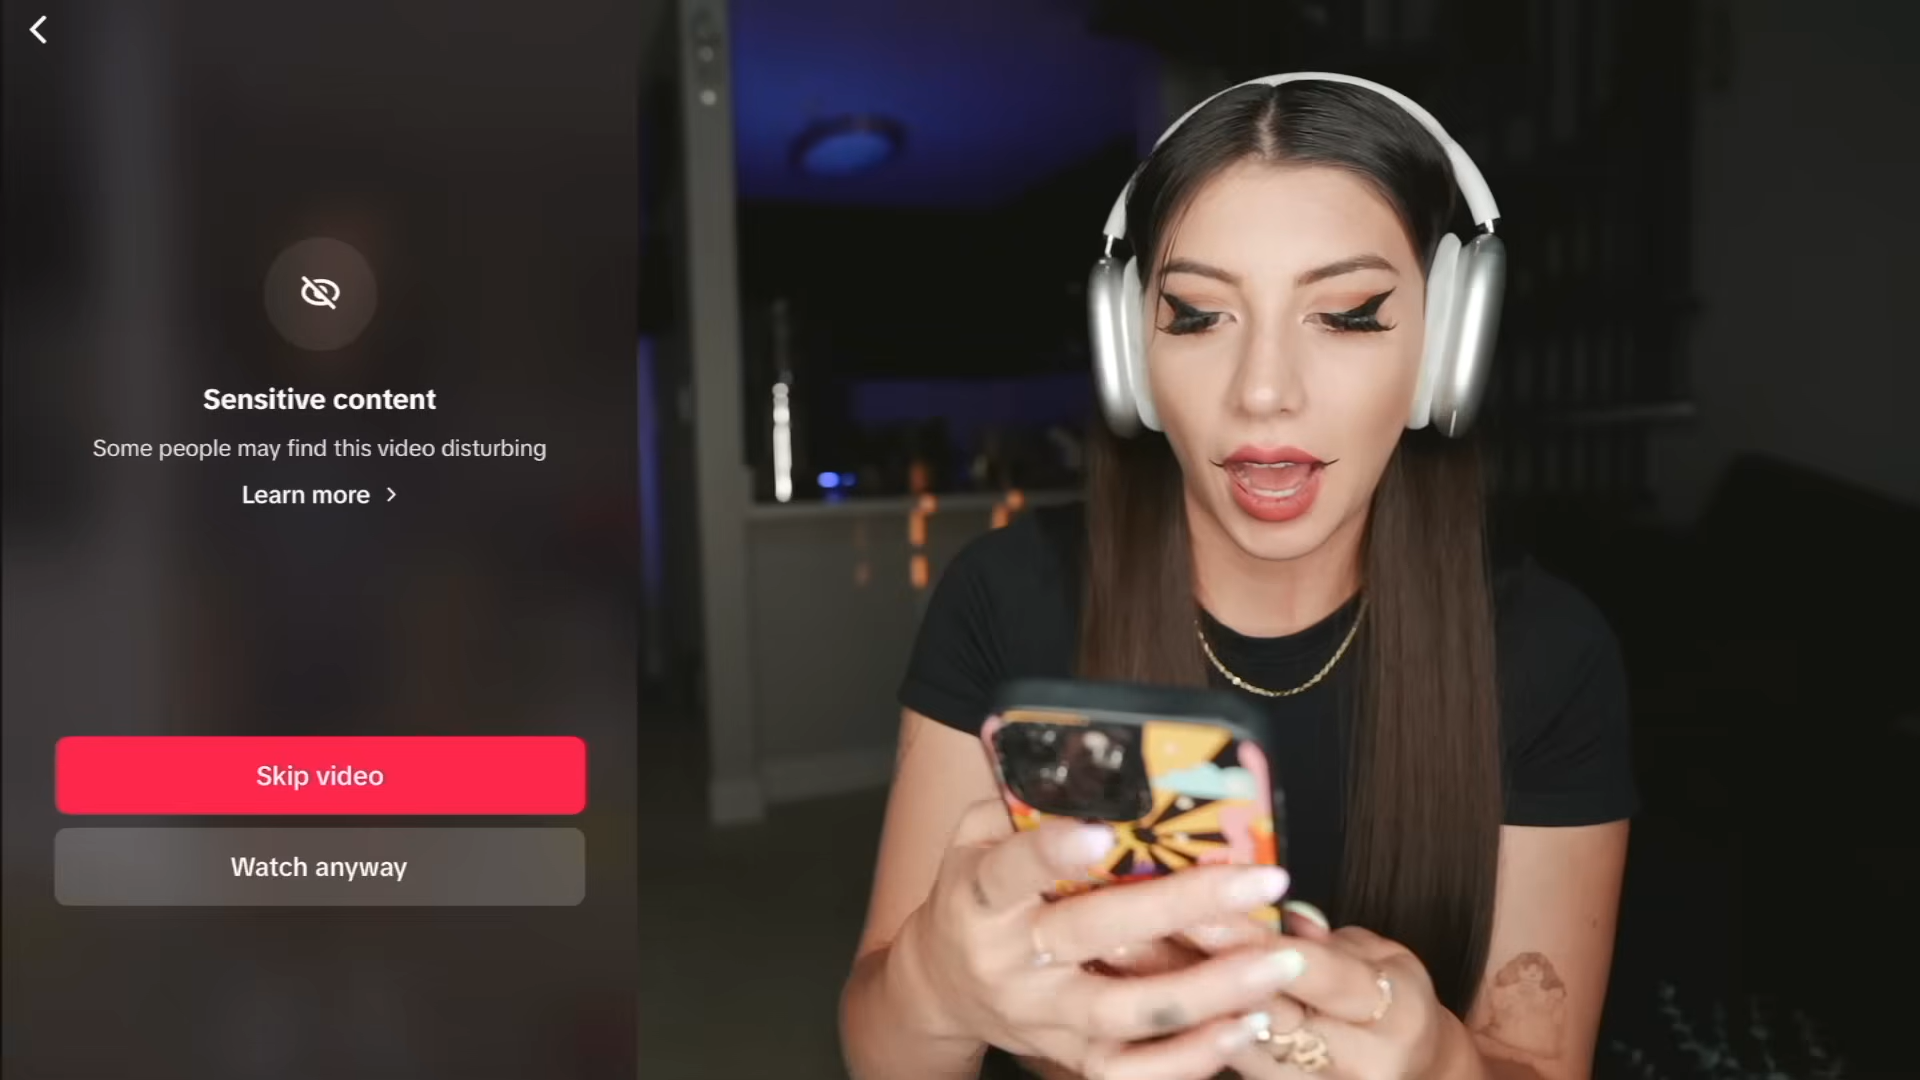 Sensitive content
Some people may find this video disturbing
Learn more
Skip video
Watch anyway